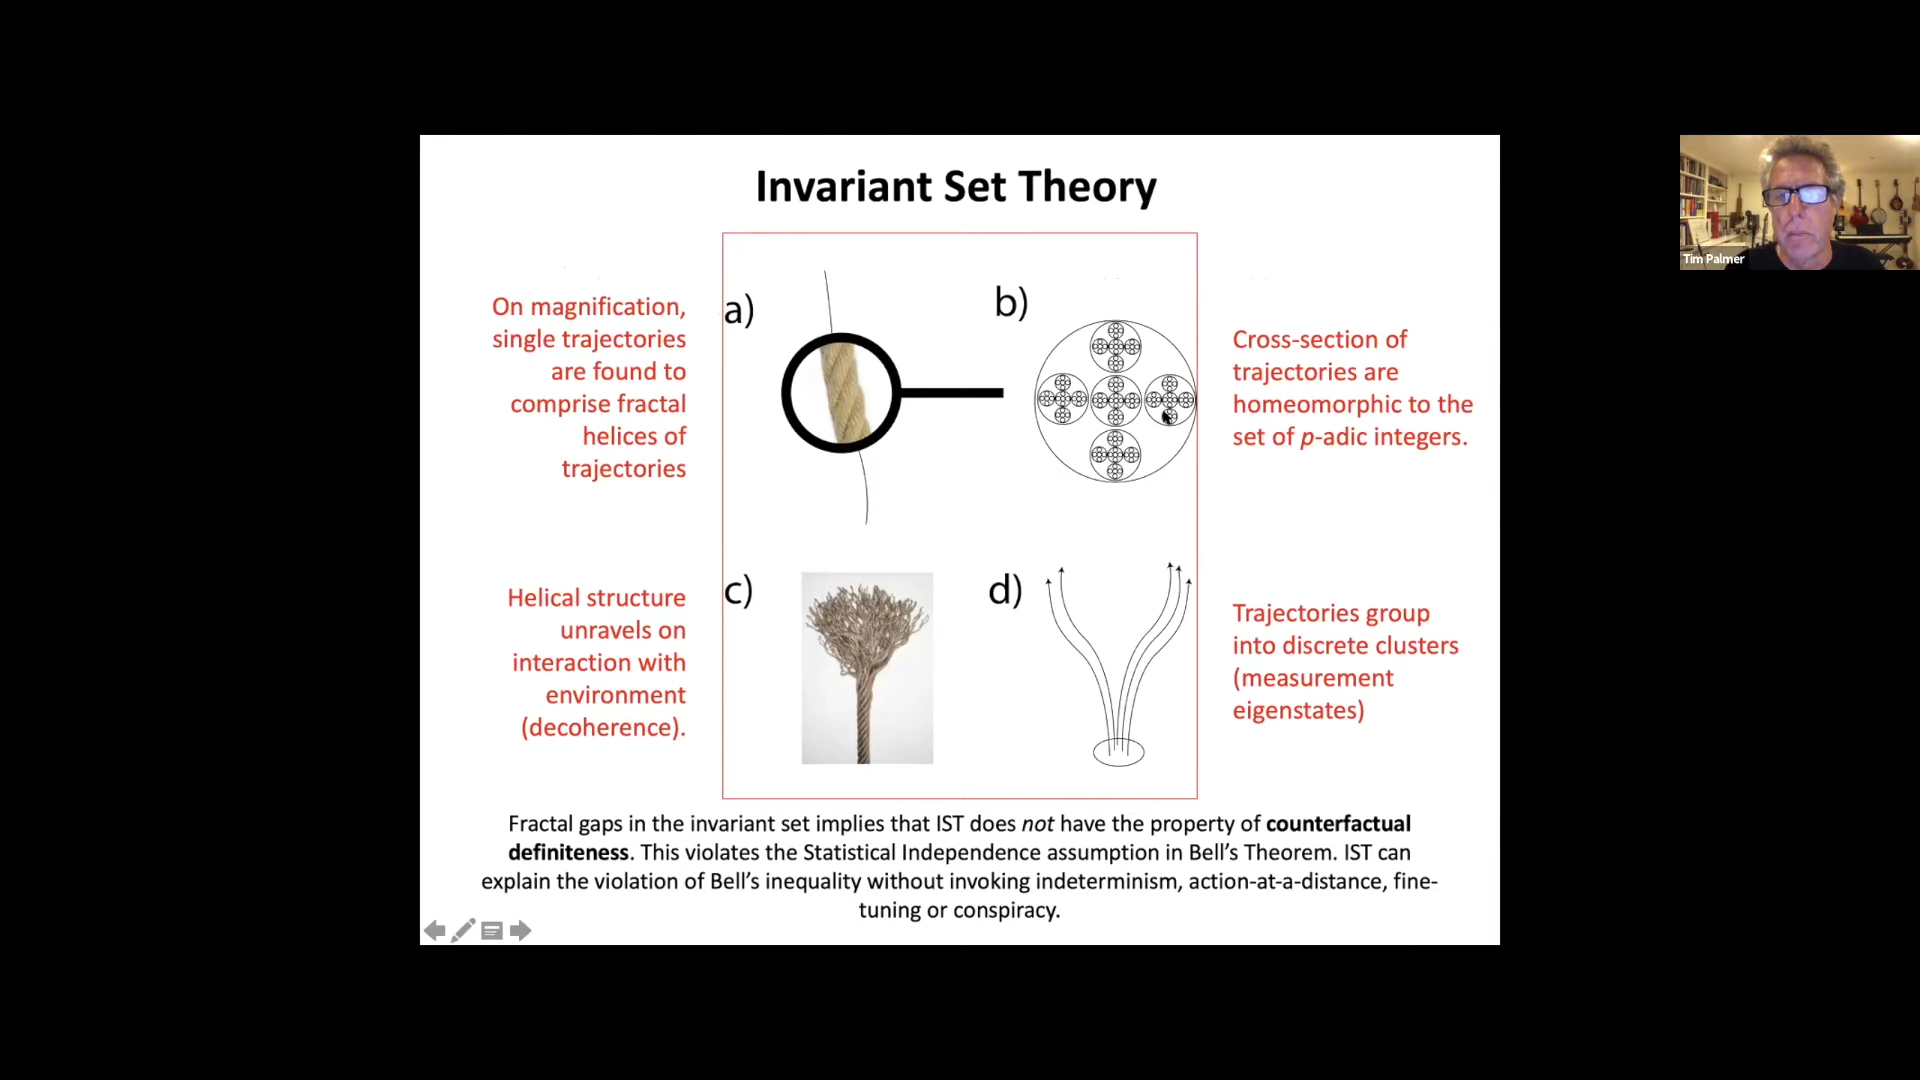 Invariant Set Theory
Tim Palmer
On magnification,
single trajectories
are found to
comprise fractal
helices of
trajectories
a)
b)
Cross-section of
trajectories are
homeomorphic to the
set of p-adic integers.
Helical structure
unravels on
interaction with
environment
(decoherence).
c)
d)
Trajectories group
into discrete clusters
(measurement
eigenstates)
Fractal gaps in the invariant set implies that IST does not have the property of counterfactual
definiteness. This violates the Statistical Independence assumption in Bell’s Theorem. IST can
explain the violation of Bell’s inequality without invoking indeterminism, action-at-a-distance, fine-
tuning or conspiracy.